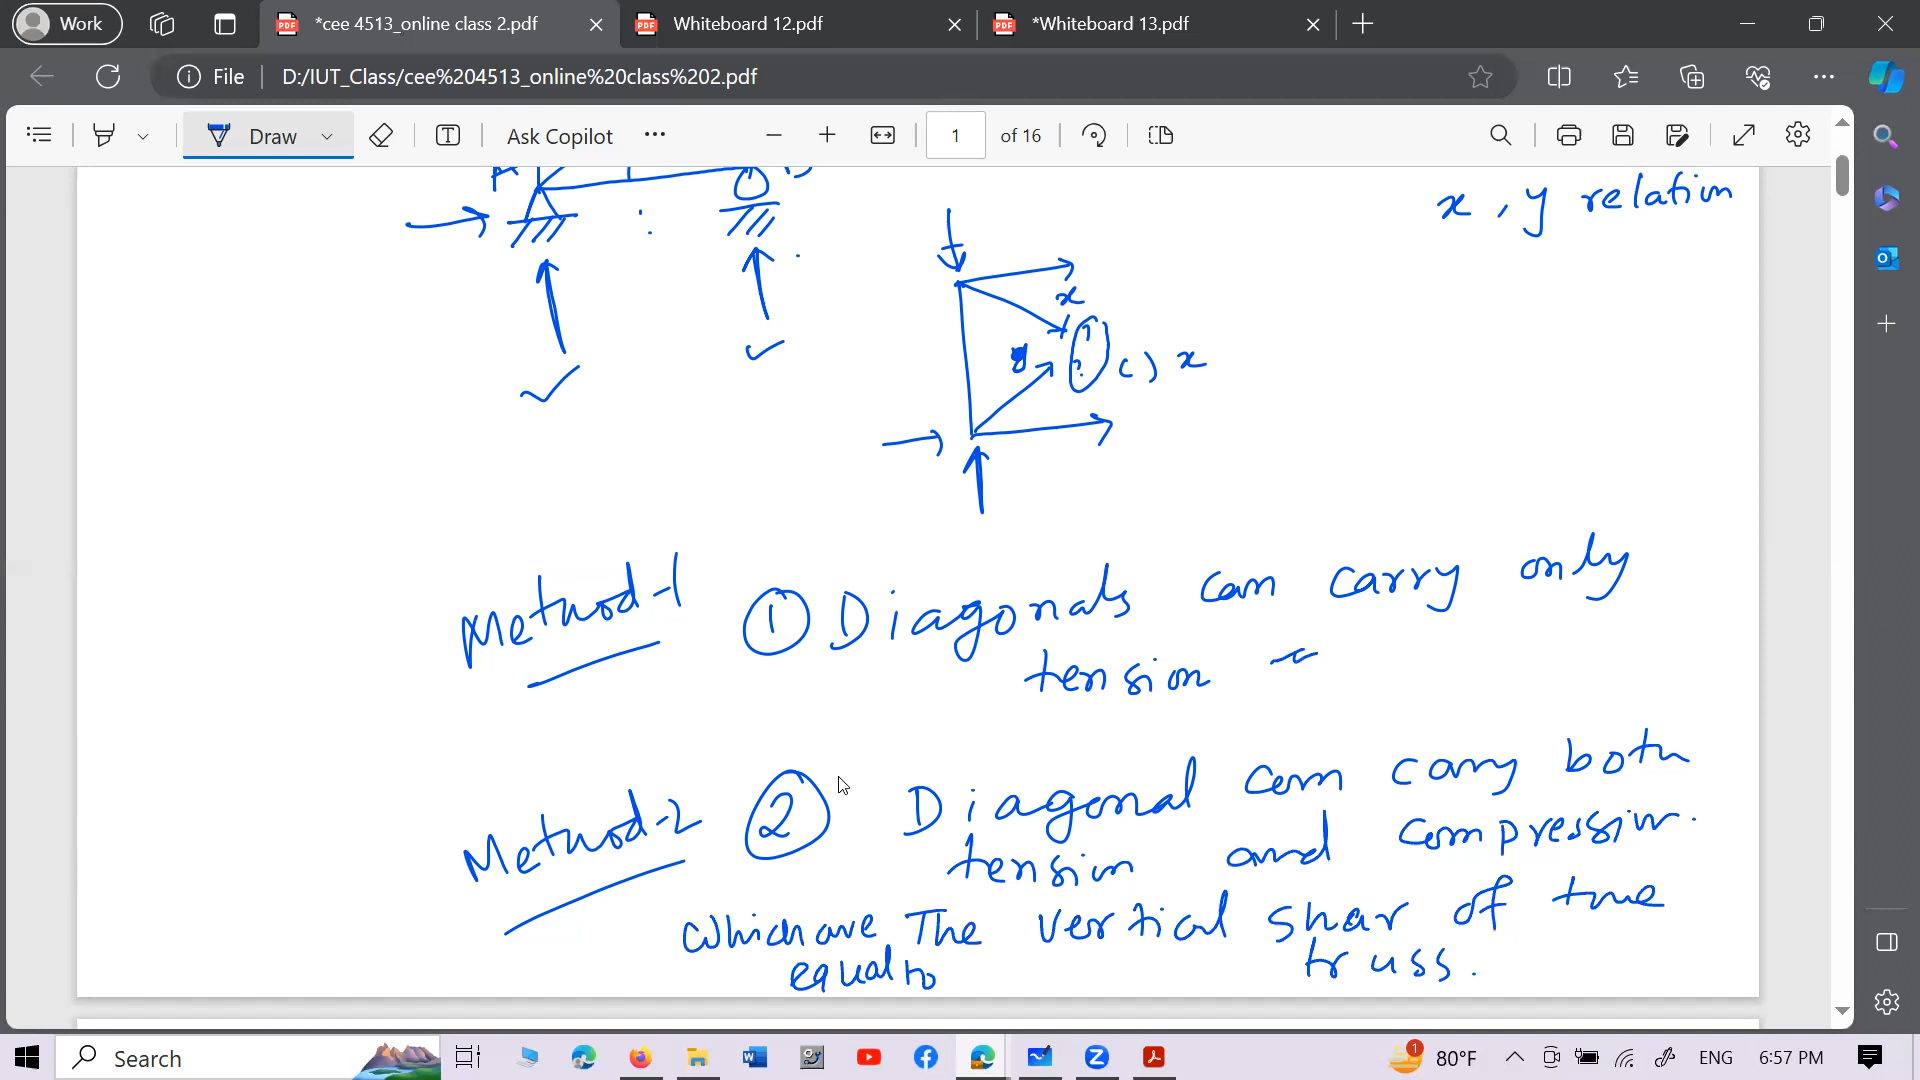 Work
*cee 4513_online class 2.pdf
Whiteboard 12.pdf
*Whiteboard 13.pdf
File
D:/IUT_Class/cee%204513_online%20class%202.pdf
Draw
Ask Copilot
1 of 16
A
B
x, y relation
x
y
?
?
( ) x
Method-1 ① Diagonals can carry only
tension
Method-2 ② Diagonal can carry both
tension and compression.
which are The vertical shar of the
equal to truss.
Search
1
80°F
ENG
6:57 PM